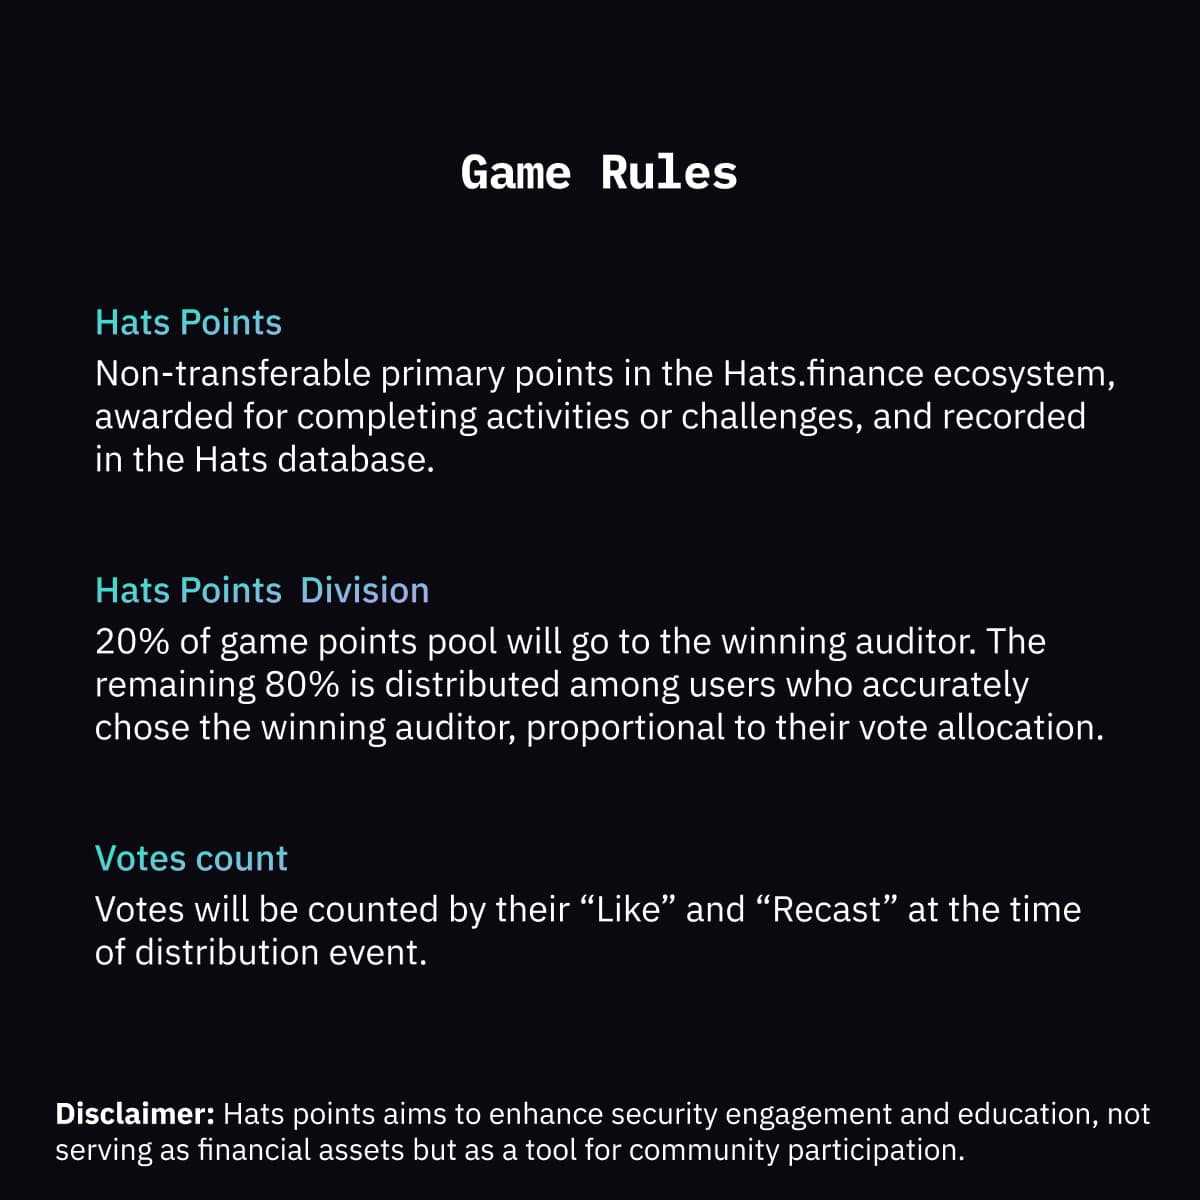 Game Rules
Hats Points
Non-transferable primary points in the Hats.finance ecosystem,
awarded for completing activities or challenges, and recorded
in the Hats database.
Hats Points Division
20% of game points pool will go to the winning auditor. The
remaining 80% is distributed among users who accurately
chose the winning auditor, proportional to their vote allocation.
Votes count
Votes will be counted by their “Like” and “Recast” at the time
of distribution event.
Disclaimer: Hats points aims to enhance security engagement and education, not
serving as financial assets but as a tool for community participation.